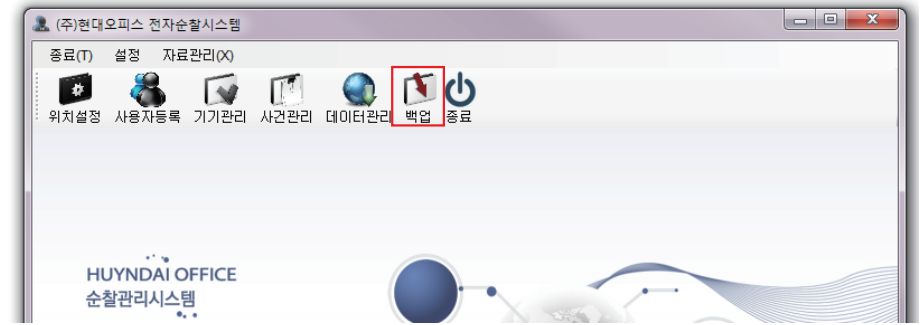 (주)현대오피스 전자순찰시스템
종료(T) 설정 자료관리(X)
위치설정 사용자등록 기기관리 사건관리 데이터관리 백업 종료
HUYNDAI OFFICE
순찰관리시스템